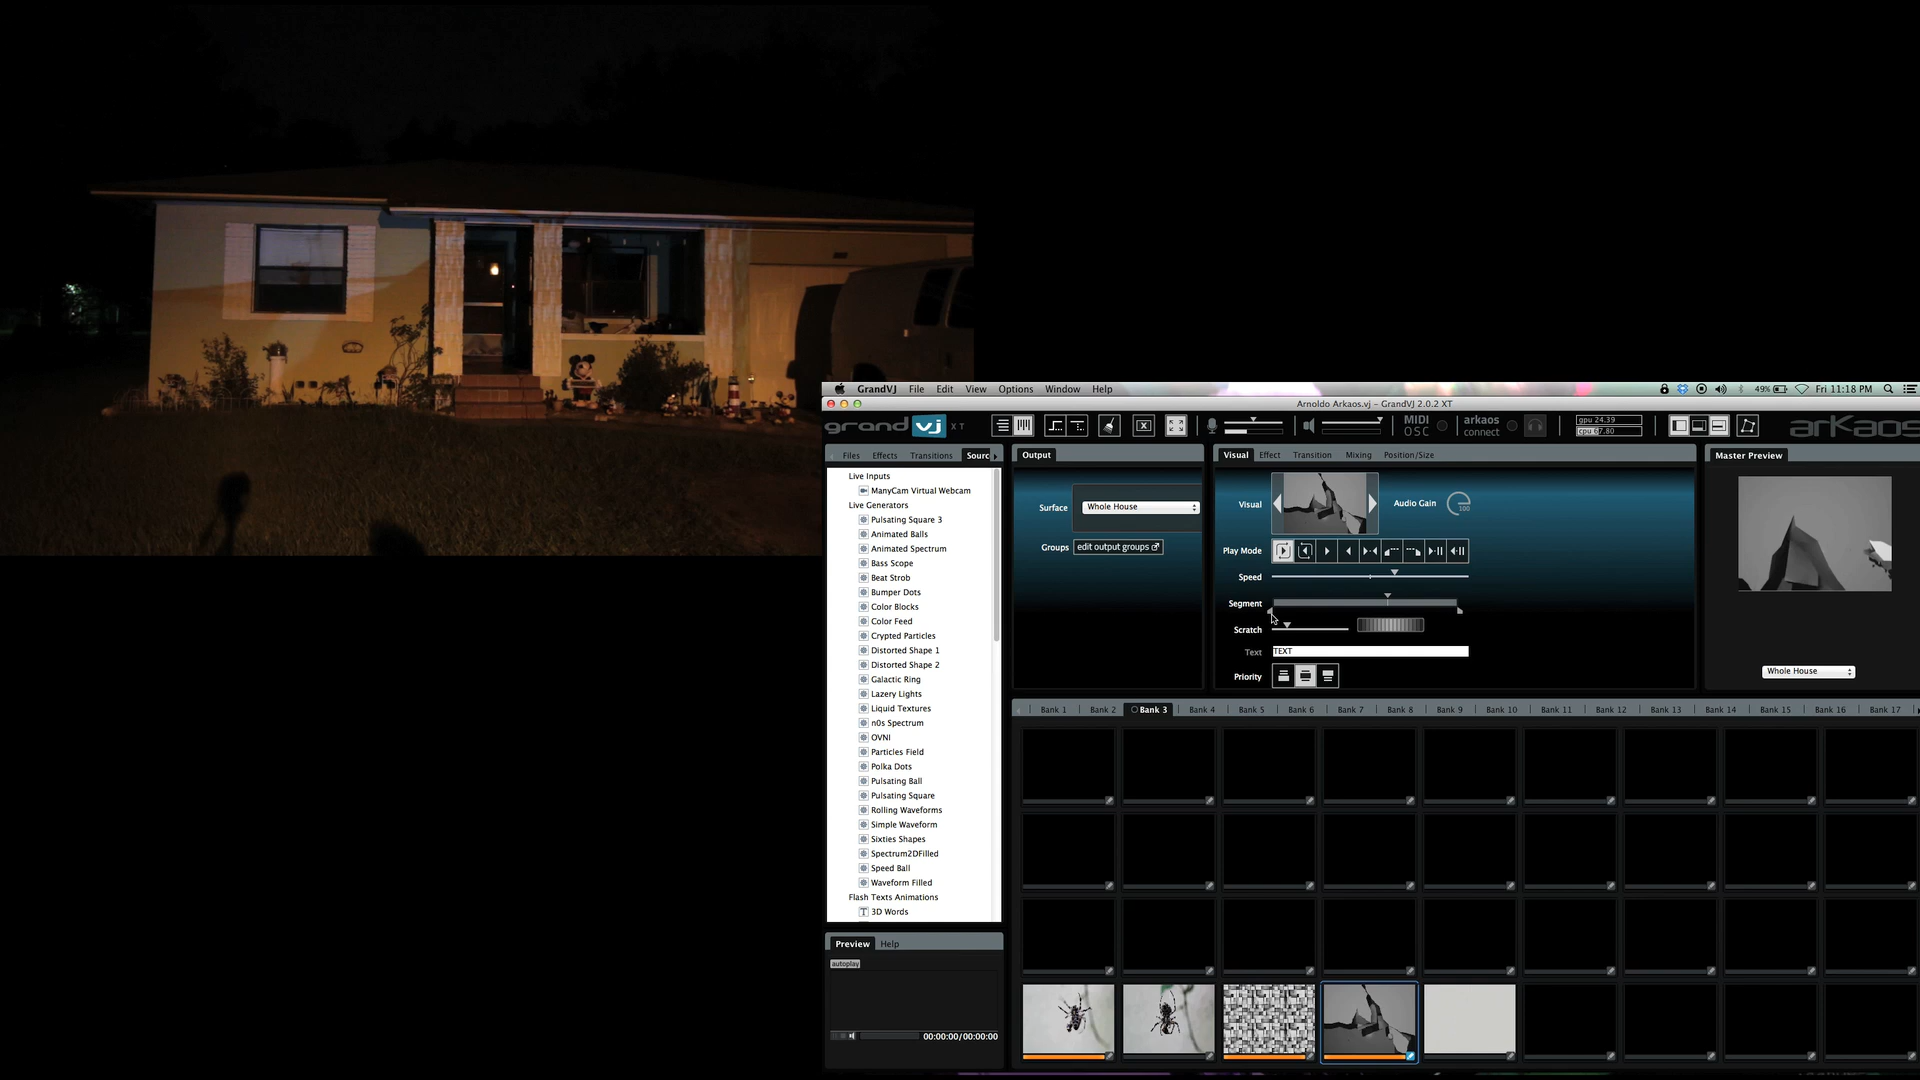 GrandVJ File Edit View Options Window Help
49% Fri 11:18 PM
Arnoldo Arkaos.vj – GrandVJ 2.0.2 XT
grand vj XT
MIDI OSC
arkaos connect
gpu 24.39
arkaos
Files Effects Transitions Sourc
Live Inputs
ManyCam Virtual Webcam
Live Generators
Pulsating Square 3
Animated Balls
Animated Spectrum
Bass Scope
Beat Strob
Bumper Dots
Color Blocks
Color Feed
Crypted Particles
Distorted Shape 1
Distorted Shape 2
Galactic Ring
Lazery Lights
Liquid Textures
n0s Spectrum
OVNI
Particles Field
Polka Dots
Pulsating Ball
Pulsating Square
Rolling Waveforms
Simple Waveform
Sixties Shapes
Spectrum2DFilled
Speed Ball
Waveform Filled
Flash Texts Animations
3D Words
Preview Help
autoplay
00:00:00/00:00:00
Output
Surface Whole House
Groups edit output groups
Visual Effect Transition Mixing Position/Size
Visual
Audio Gain 100
Play Mode
Speed
Segment
Scratch
Text TEXT
Priority
Master Preview
Whole House
Bank 1 Bank 2 Bank 3 Bank 4 Bank 5 Bank 6 Bank 7 Bank 8 Bank 9 Bank 10 Bank 11 Bank 12 Bank 13 Bank 14 Bank 15 Bank 16 Bank 17